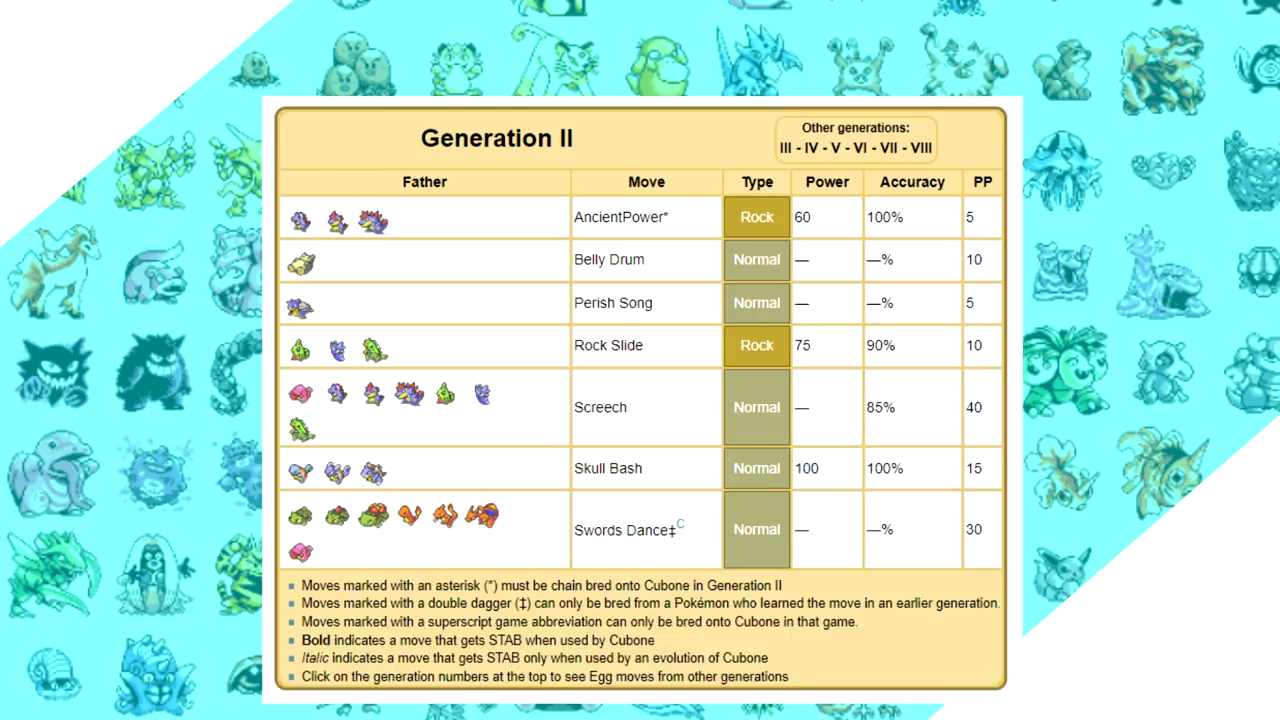 Generation II
Other generations:
III - IV - V - VI - VII - VIII
Father Move Type Power Accuracy PP
AncientPower* Rock 60 100% 5
Belly Drum Normal — —% 10
Perish Song Normal — —% 5
Rock Slide Rock 75 90% 10
Screech Normal — 85% 40
Skull Bash Normal 100 100% 15
Swords Dance‡C Normal — —% 30
Moves marked with an asterisk (*) must be chain bred onto Cubone in Generation II
Moves marked with a double dagger (‡) can only be bred from a Pokémon who learned the move in an earlier generation.
Moves marked with a superscript game abbreviation can only be bred onto Cubone in that game.
Bold indicates a move that gets STAB when used by Cubone
Italic indicates a move that gets STAB only when used by an evolution of Cubone
Click on the generation numbers at the top to see Egg moves from other generations